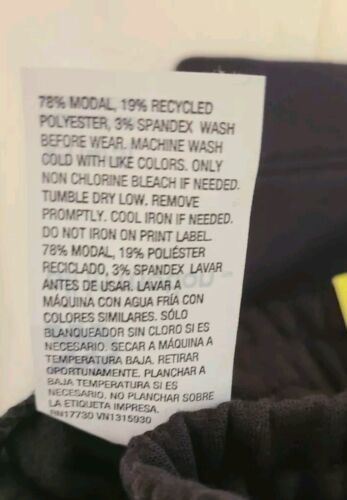 78% MODAL, 19% RECYCLED
POLYESTER, 3% SPANDEX WASH
BEFORE WEAR. MACHINE WASH
COLD WITH LIKE COLORS. ONLY
NON CHLORINE BLEACH IF NEEDED.
TUMBLE DRY LOW. REMOVE
PROMPTLY. COOL IRON IF NEEDED.
DO NOT IRON ON PRINT LABEL.
78% MODAL, 19% POLIÉSTER
RECICLADO, 3% SPANDEX LAVAR
ANTES DE USAR. LAVAR A
MÁQUINA CON AGUA FRÍA CON
COLORES SIMILARES. SÓLO
BLANQUEADOR SIN CLORO SI ES
NECESARIO. SECAR A MÁQUINA A
TEMPERATURA BAJA. RETIRAR
OPORTUNAMENTE. PLANCHAR A
BAJA TEMPERATURA SI ES
NECESARIO. NO PLANCHAR SOBRE
LA ETIQUETA IMPRESA.
RN17730 VN1315930